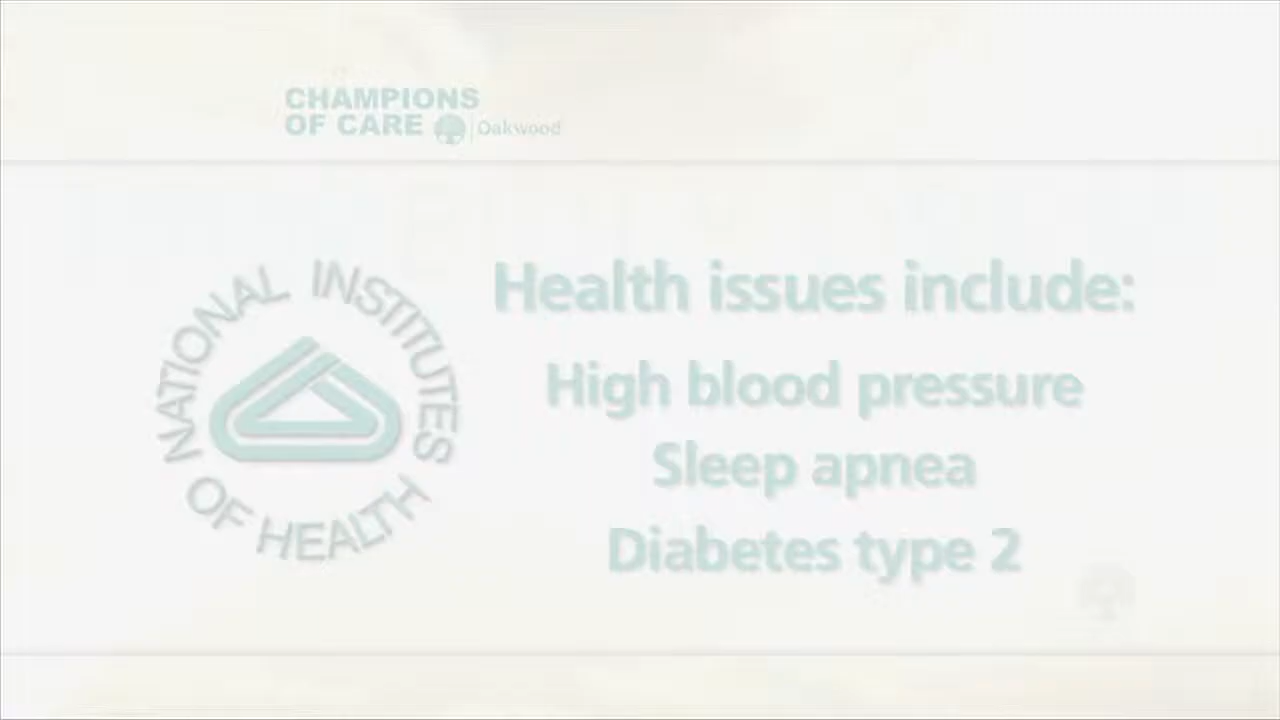 CHAMPIONS
OF CARE Oakwood
NATIONAL INSTITUTES
OF HEALTH
Health issues include:
High blood pressure
Sleep apnea
Diabetes type 2